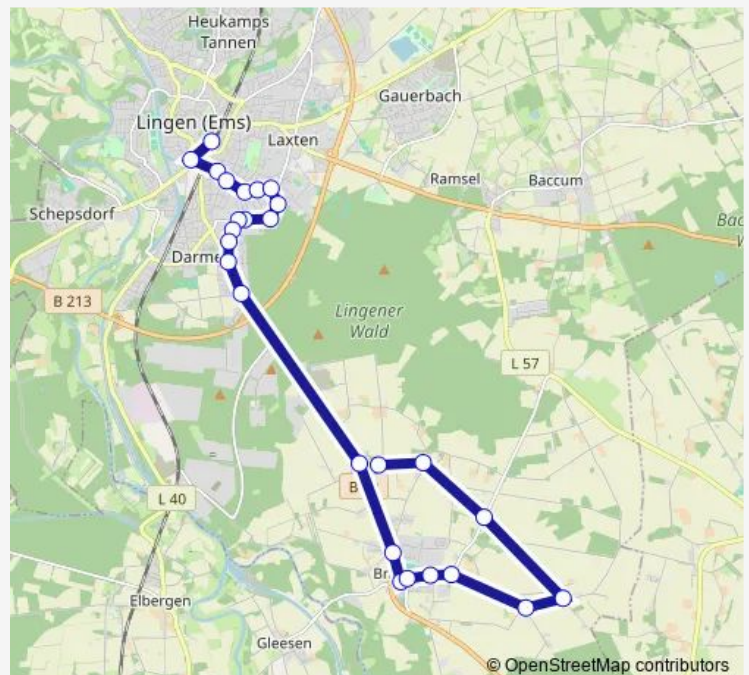 Heukamps
Tannen
Gauerbach
Lingen (Ems)
Laxten
Ramsel
Baccum
Schepsdorf
Darme
B 213
Lingener
Wald
L 57
B
L 40
Br
Elbergen
Gleesen
© OpenStreetMap contributors